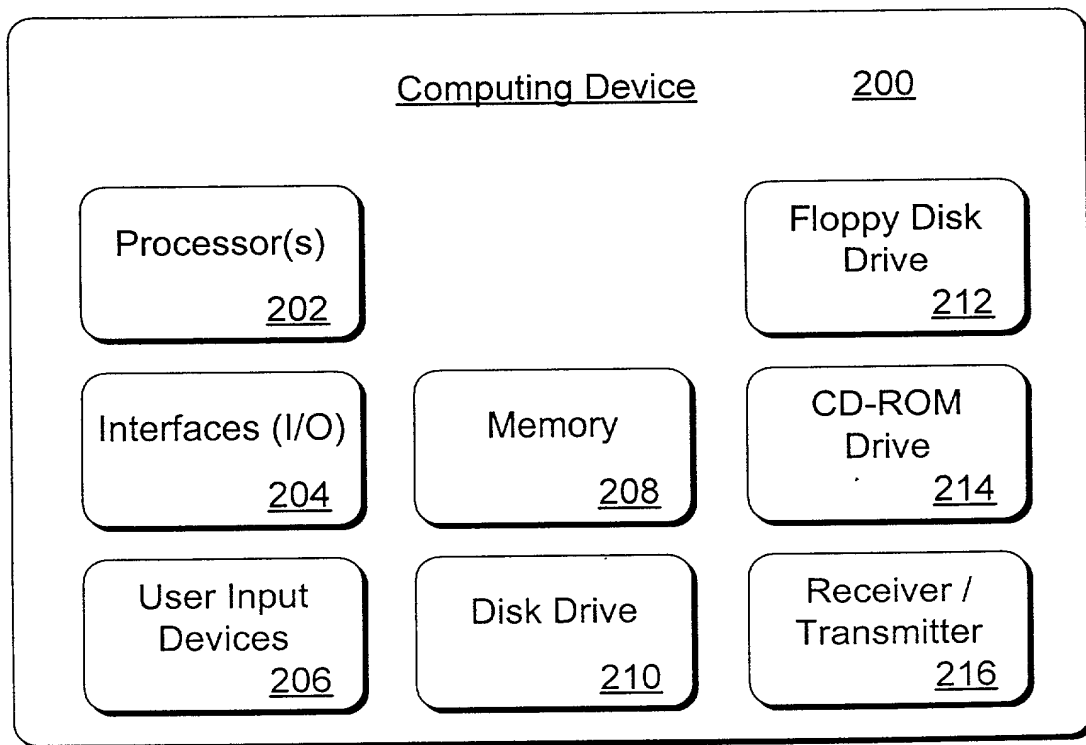 Computing Device 200
Processor(s)
202
Interfaces (I/O)
204
User Input
Devices
206
Memory
208
Disk Drive
210
Floppy Disk
Drive
212
CD-ROM
Drive
214
Receiver /
Transmitter
216